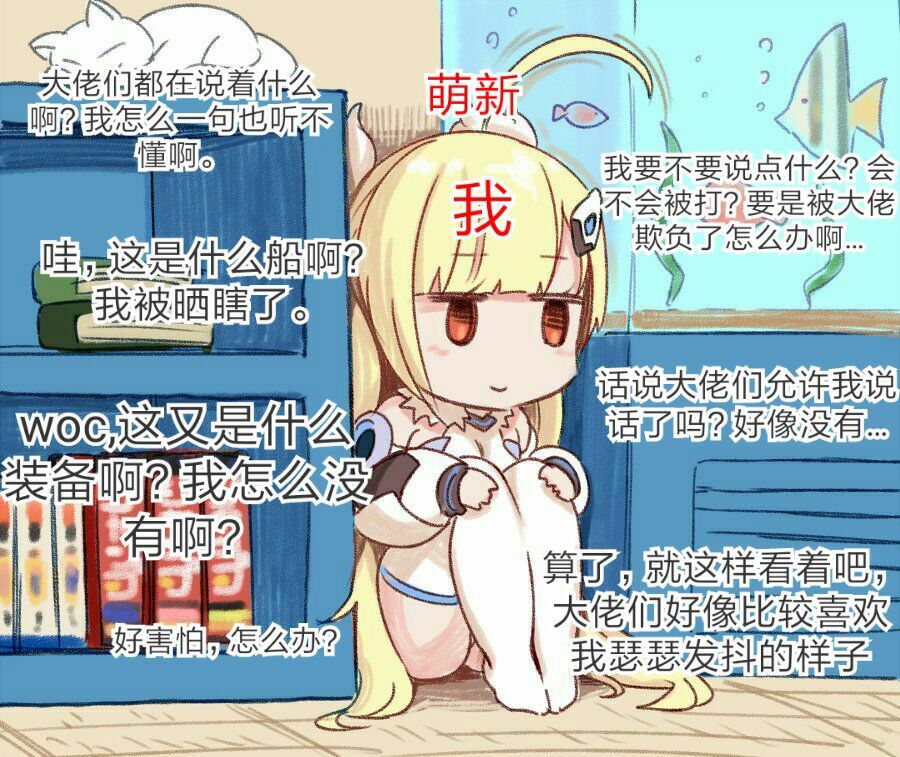 大佬们都在说着什么
啊？我怎么一句也听不
懂啊。
萌新
我
我要不要说点什么？会
不会被打？要是被大佬
欺负了怎么办啊...
哇，这是什么船啊？
我被晒瞎了。
话说大佬们允许我说
话了吗？好像没有...
woc,这又是什么
装备啊？我怎么没
有啊？
算了，就这样看着吧，
大佬们好像比较喜欢
我瑟瑟发抖的样子
好害怕，怎么办？